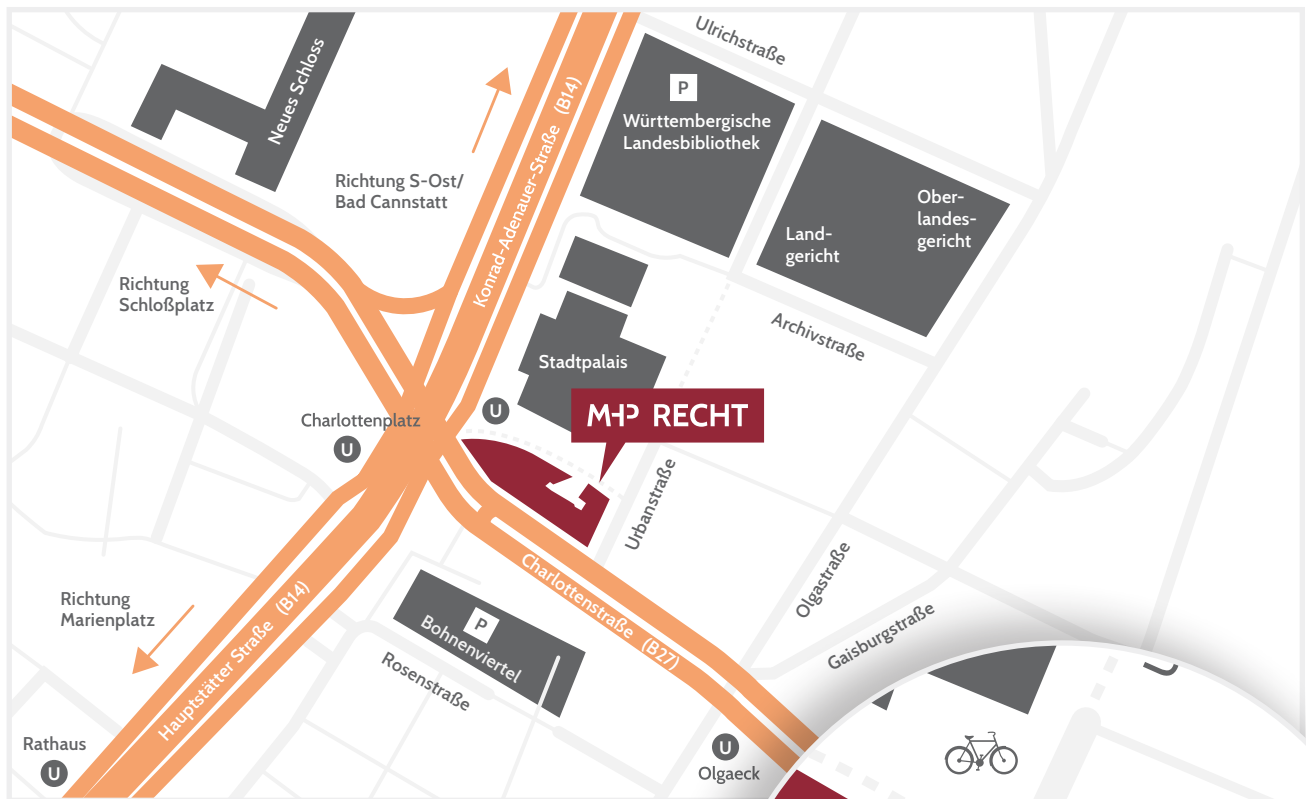 Ulrichstraße
Neues Schloss
P
Württembergische
Landesbibliothek
Konrad-Adenauer-Straße (B14)
Richtung S-Ost/
Bad Cannstatt
Ober-
landes-
gericht
Land-
gericht
Richtung
Schloßplatz
Archivstraße
Stadtpalais
U
MHP RECHT
Charlottenplatz
U
Urbanstraße
Charlottenstraße (B27)
Olgastraße
Gaisburgstraße
Richtung
Marienplatz
Hauptstätter Straße (B14)
P
Bohnenviertel
Rosenstraße
Rathaus
U
U
Olgaeck